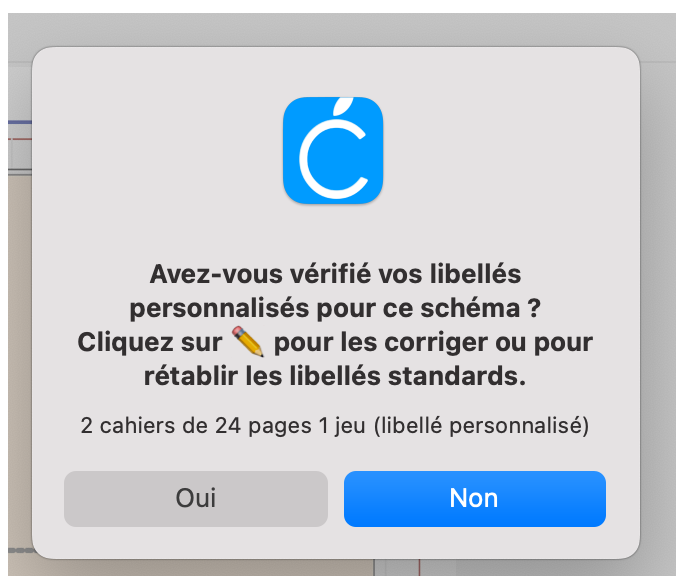 Avez-vous vérifié vos libellés
personnalisés pour ce schéma ?
Cliquez sur ✏️ pour les corriger ou pour
rétablir les libellés standards.
2 cahiers de 24 pages 1 jeu (libellé personnalisé)
Oui
Non